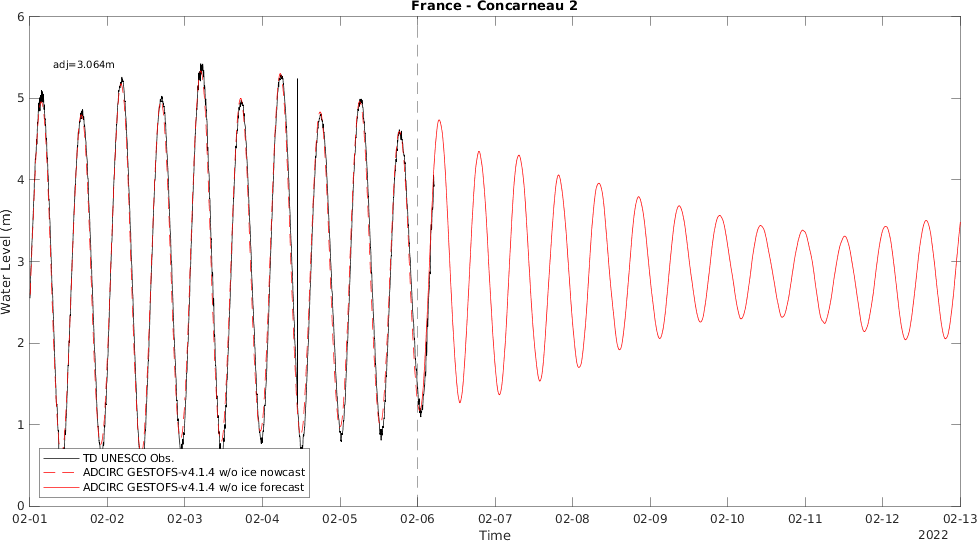 France - Concarneau 2
adj=3.064m
6
5
4
3
2
1
0
Water Level (m)
TD UNESCO Obs.
ADCIRC GESTOFS-v4.1.4 w/o ice nowcast
ADCIRC GESTOFS-v4.1.4 w/o ice forecast
02-01 02-02 02-03 02-04 02-05 02-06 02-07 02-08 02-09 02-10 02-11 02-12 02-13
Time
2022